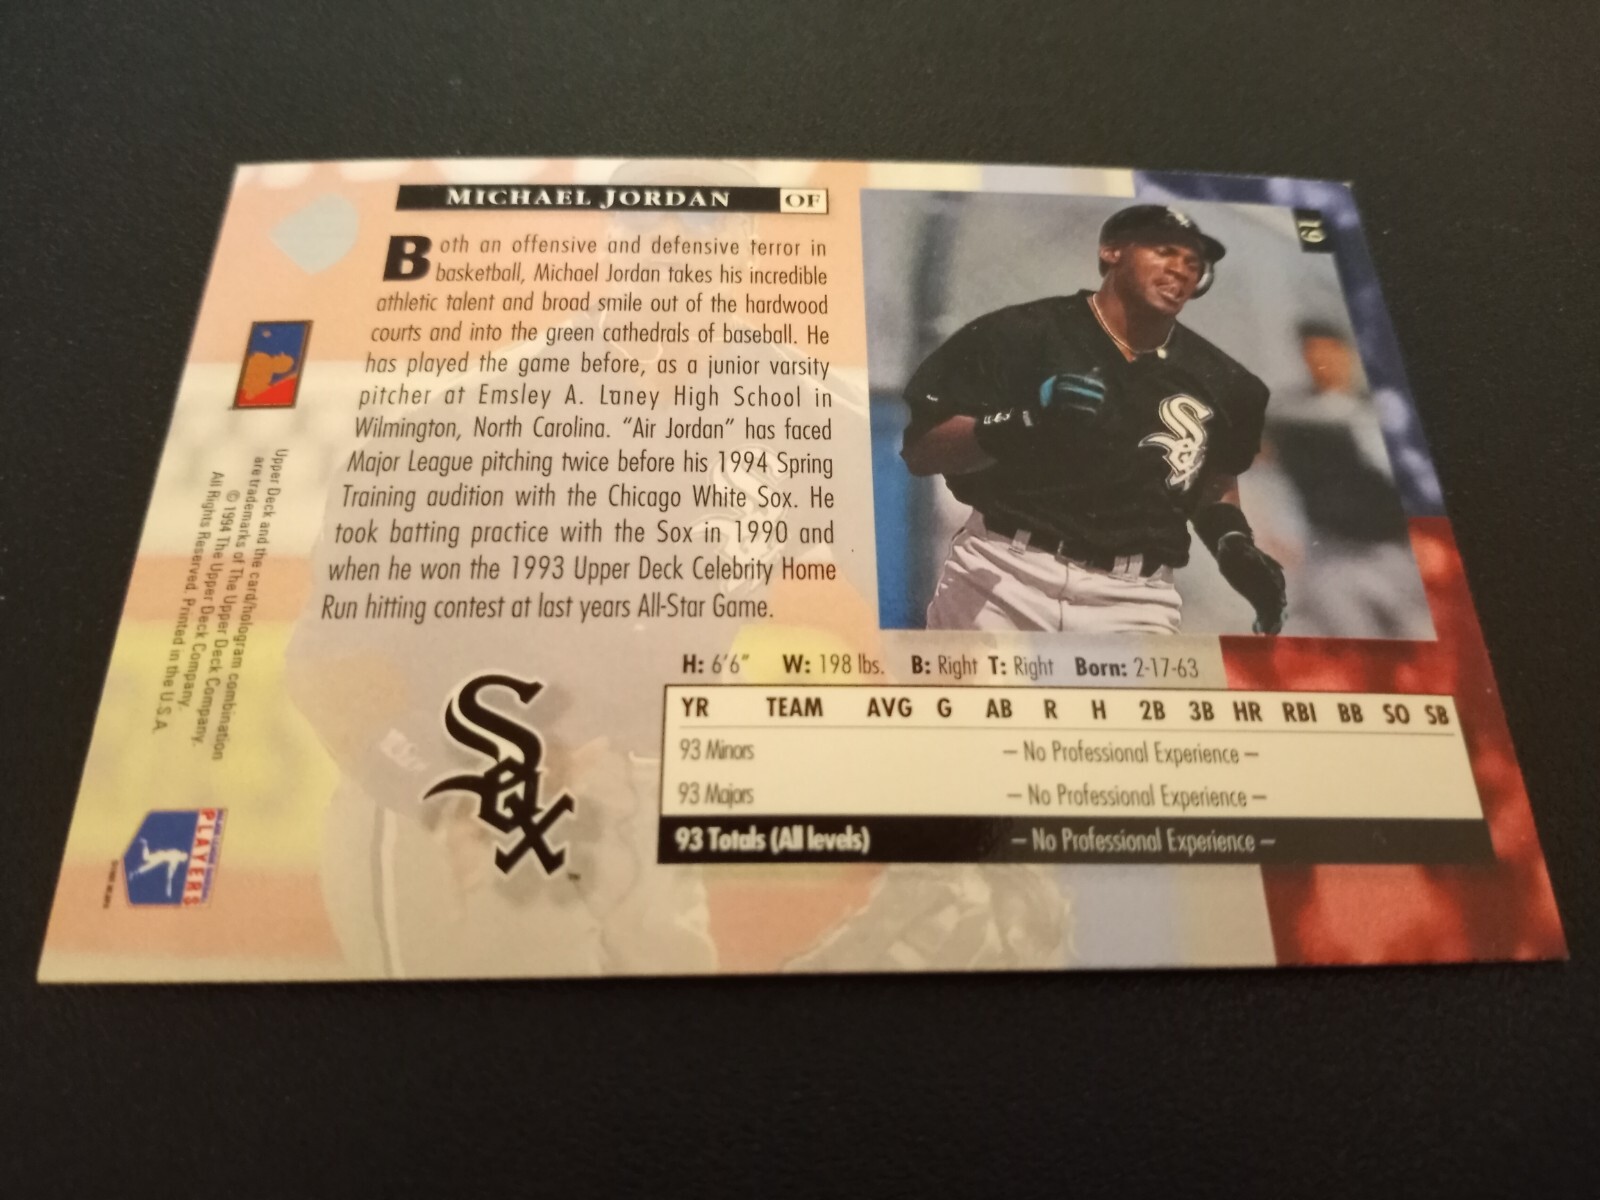 MICHAEL JORDAN OF
19
Both an offensive and defensive terror in
basketball, Michael Jordan takes his incredible
athletic talent and broad smile out of the hardwood
courts and into the green cathedrals of baseball. He
has played the game before, as a junior varsity
pitcher at Emsley A. Laney High School in
Wilmington, North Carolina. “Air Jordan” has faced
Major League pitching twice before his 1994 Spring
Training audition with the Chicago White Sox. He
took batting practice with the Sox in 1990 and
when he won the 1993 Upper Deck Celebrity Home
Run hitting contest at last years All-Star Game.
H: 6'6" W: 198 lbs. B: Right T: Right Born: 2-17-63
YR TEAM AVG G AB R H 2B 3B HR RBI BB SO SB
93 Minors – No Professional Experience –
93 Majors – No Professional Experience –
93 Totals (All levels) – No Professional Experience –
Sox
Sox
Upper Deck and the card/hologram combination
are trademarks of The Upper Deck Company
© 1994 The Upper Deck Company.
All Rights Reserved. Printed in the U.S.A.
PLAYERS